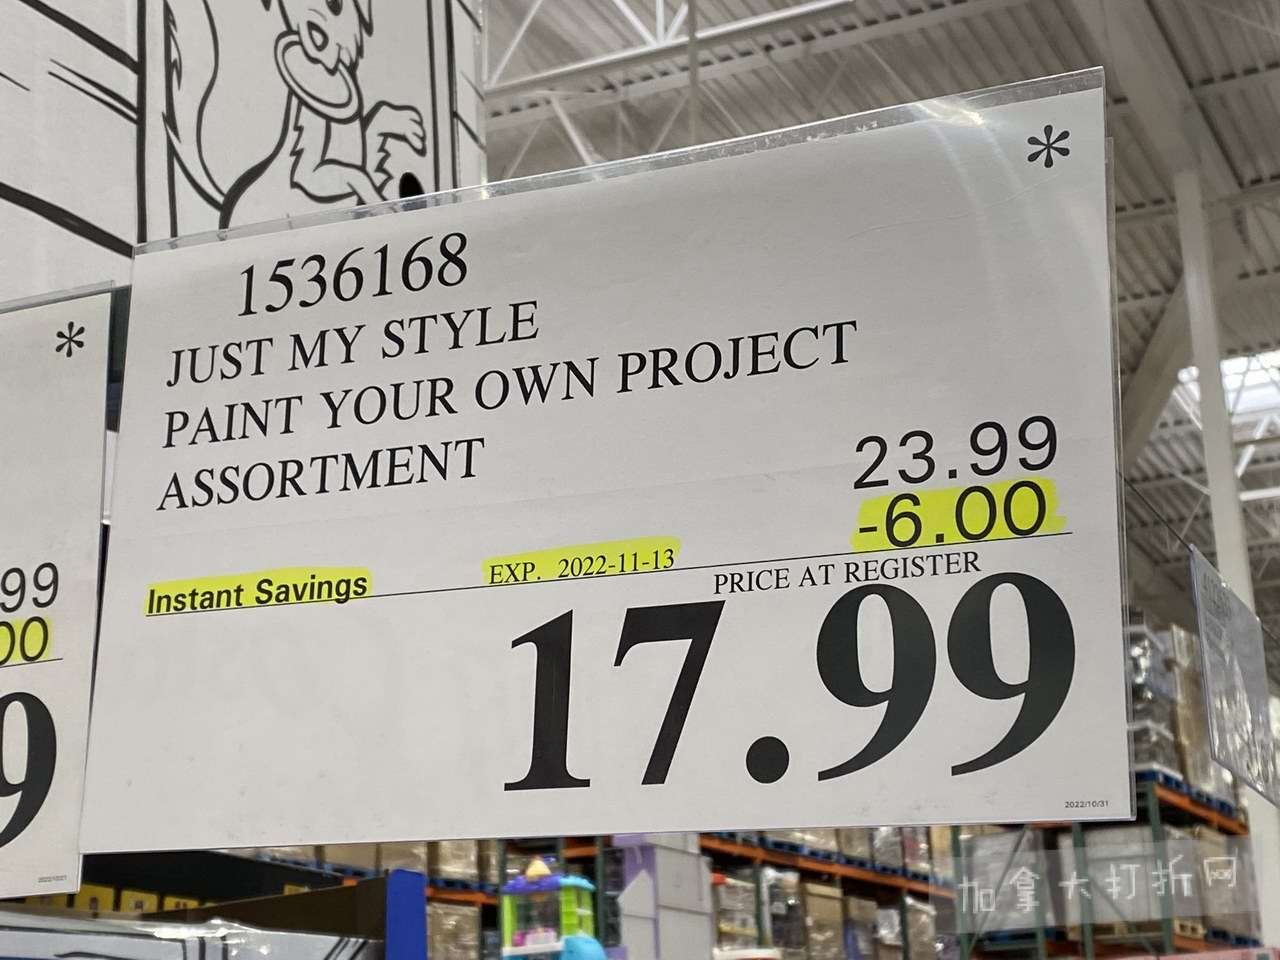 *
1536168
JUST MY STYLE
PAINT YOUR OWN PROJECT
ASSORTMENT
23.99
-6.00
Instant Savings
EXP. 2022-11-13
PRICE AT REGISTER
17.99
2022/10/31
*
99
00
9
加拿大打折网